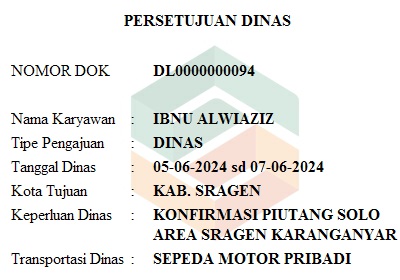 PERSETUJUAN DINAS
NOMOR DOK DL0000000094
Nama Karyawan : IBNU ALWIAZIZ
Tipe Pengajuan : DINAS
Tanggal Dinas : 05-06-2024 sd 07-06-2024
Kota Tujuan : KAB. SRAGEN
Keperluan Dinas : KONFIRMASI PIUTANG SOLO
AREA SRAGEN KARANGANYAR
Transportasi Dinas : SEPEDA MOTOR PRIBADI